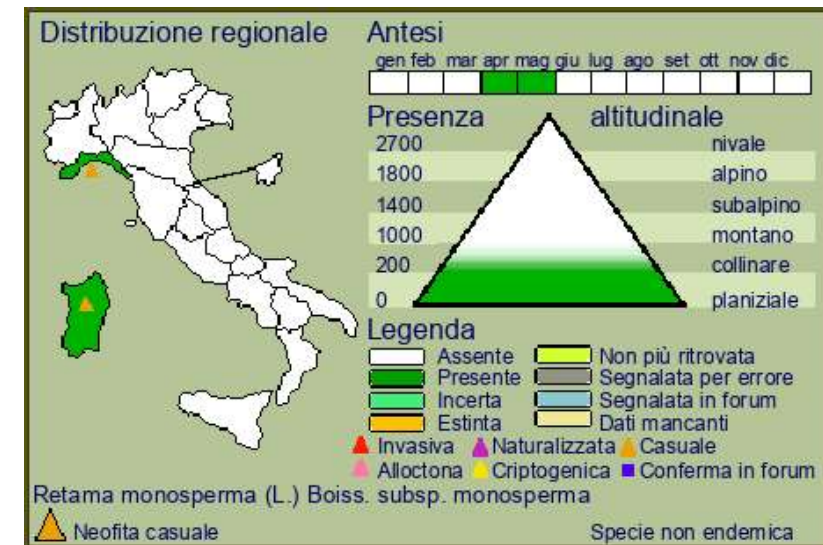 Distribuzione regionale
Antesi
gen feb mar apr mag giu lug ago set ott nov dic
Presenza altitudinale
2700 nivale
1800 alpino
1400 subalpino
1000 montano
200 collinare
0 planiziale
Legenda
Assente Non più ritrovata
Presente Segnalata per errore
Incerta Segnalata in forum
Estinta Dati mancanti
Invasiva Naturalizzata Casuale
Alloctona Criptogenica Conferma in forum
Retama monosperma (L.) Boiss. subsp. monosperma
Neofita casuale Specie non endemica